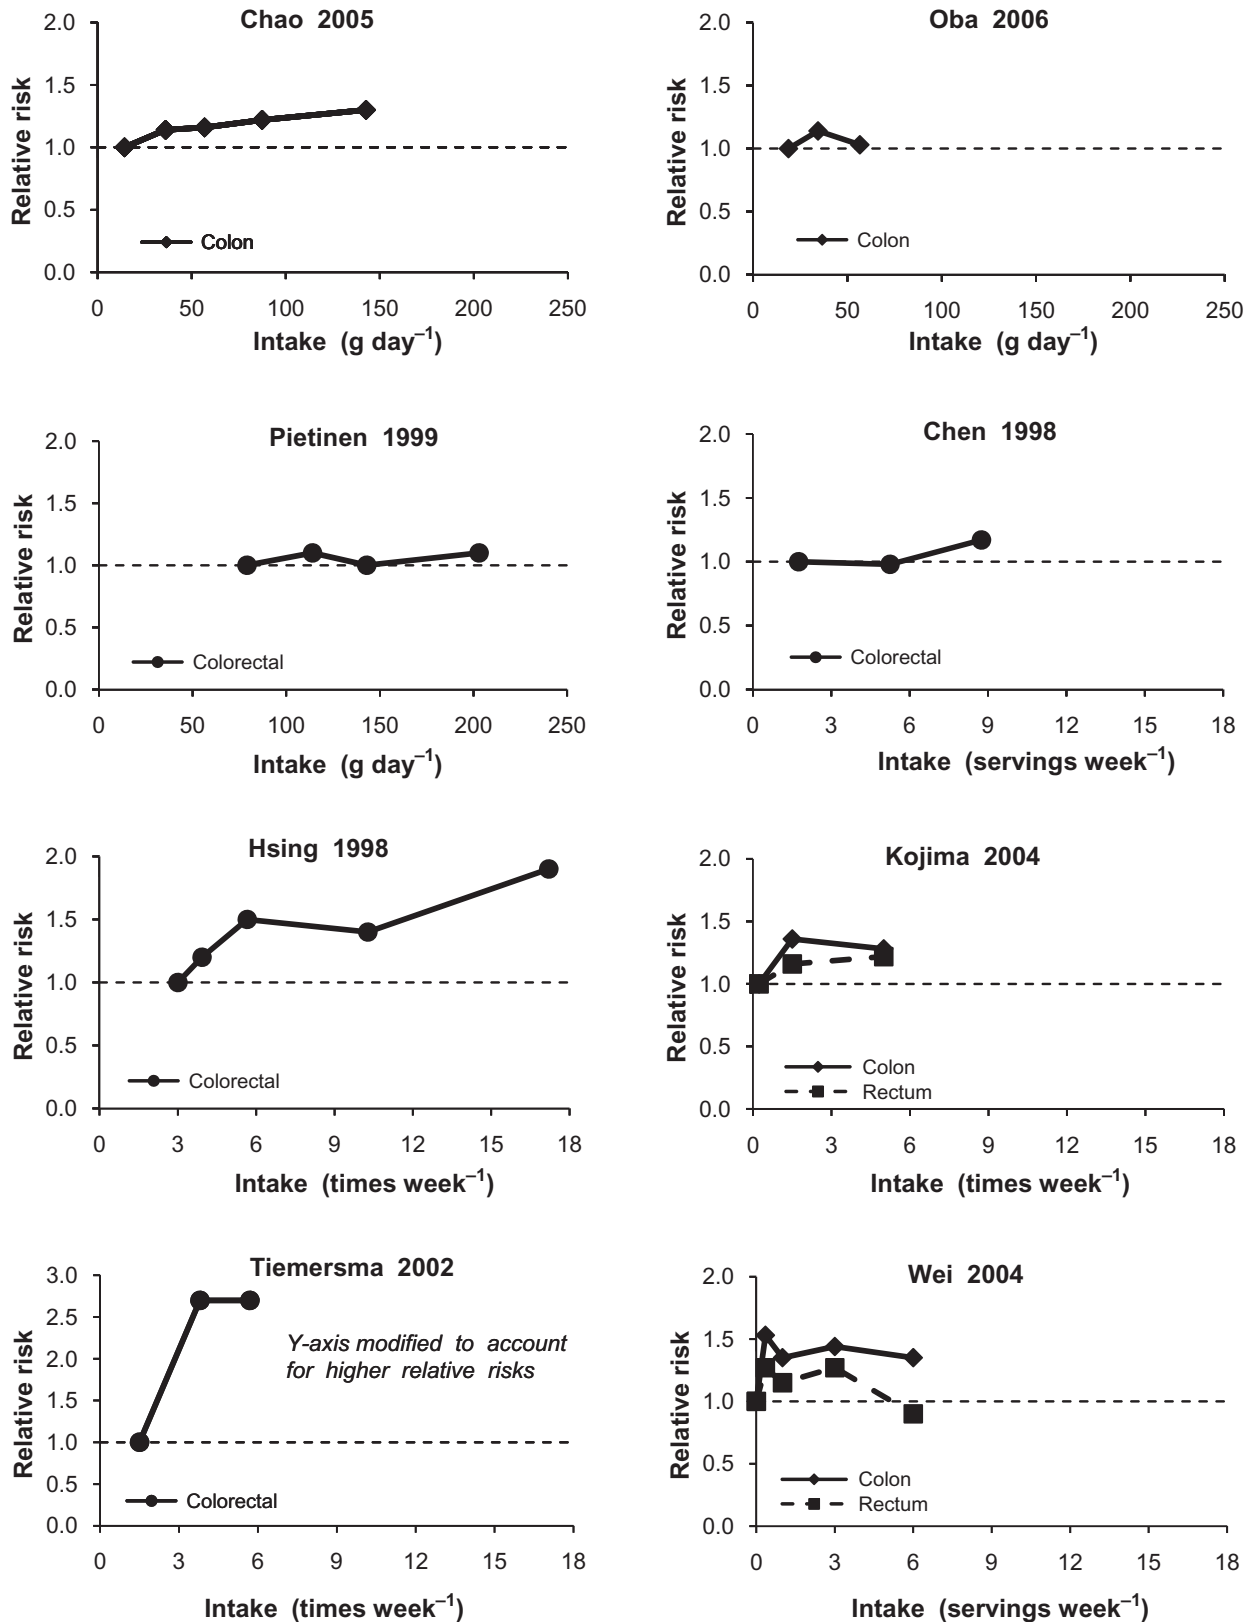 Chao 2005
2.0
1.5
1.0
0.5
0.0
Relative risk
Colon
0 50 100 150 200 250
Intake (g day–1)
Oba 2006
2.0
1.5
1.0
0.5
0.0
Relative risk
Colon
0 50 100 150 200 250
Intake (g day–1)
Pietinen 1999
2.0
1.5
1.0
0.5
0.0
Relative risk
Colorectal
0 50 100 150 200 250
Intake (g day–1)
Chen 1998
2.0
1.5
1.0
0.5
0.0
Relative risk
Colorectal
0 3 6 9 12 15 18
Intake (servings week–1)
Hsing 1998
2.0
1.5
1.0
0.5
0.0
Relative risk
Colorectal
0 3 6 9 12 15 18
Intake (times week–1)
Kojima 2004
2.0
1.5
1.0
0.5
0.0
Relative risk
Colon
Rectum
0 3 6 9 12 15 18
Intake (times week–1)
Tiemersma 2002
3.0
2.5
2.0
1.5
1.0
0.5
0.0
Relative risk
Y-axis modified to account
for higher relative risks
Colorectal
0 3 6 9 12 15 18
Intake (times week–1)
Wei 2004
2.0
1.5
1.0
0.5
0.0
Relative risk
Colon
Rectum
0 3 6 9 12 15 18
Intake (servings week–1)